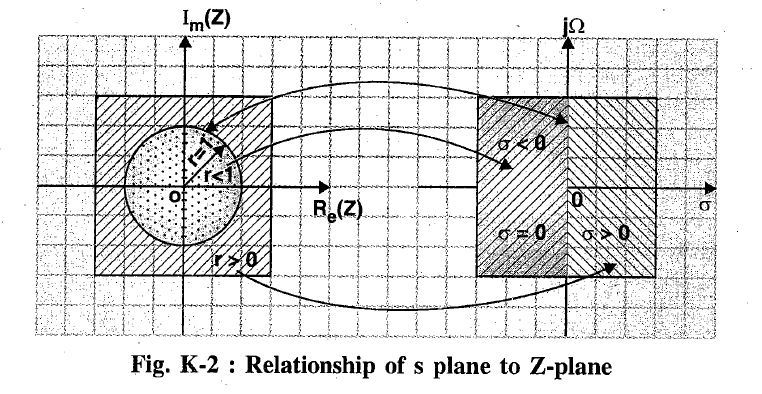 Im(Z)
jΩ
r=1
r<1
σ < 0
o
0
Re(Z)
σ
σ = 0
σ > 0
r > 0
Fig. K-2 : Relationship of s plane to Z-plane